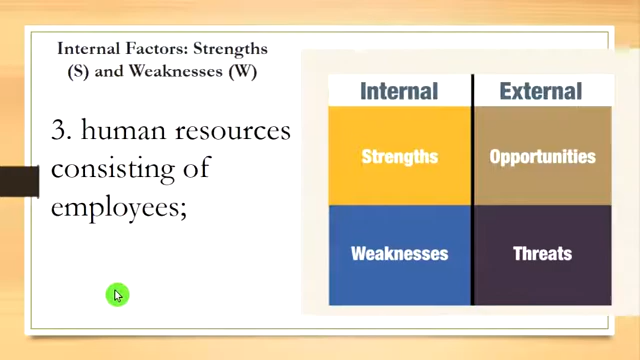 Internal Factors: Strengths
(S) and Weaknesses (W)
3. human resources
consisting of
employees;
Internal External
Strengths Opportunities
Weaknesses Threats